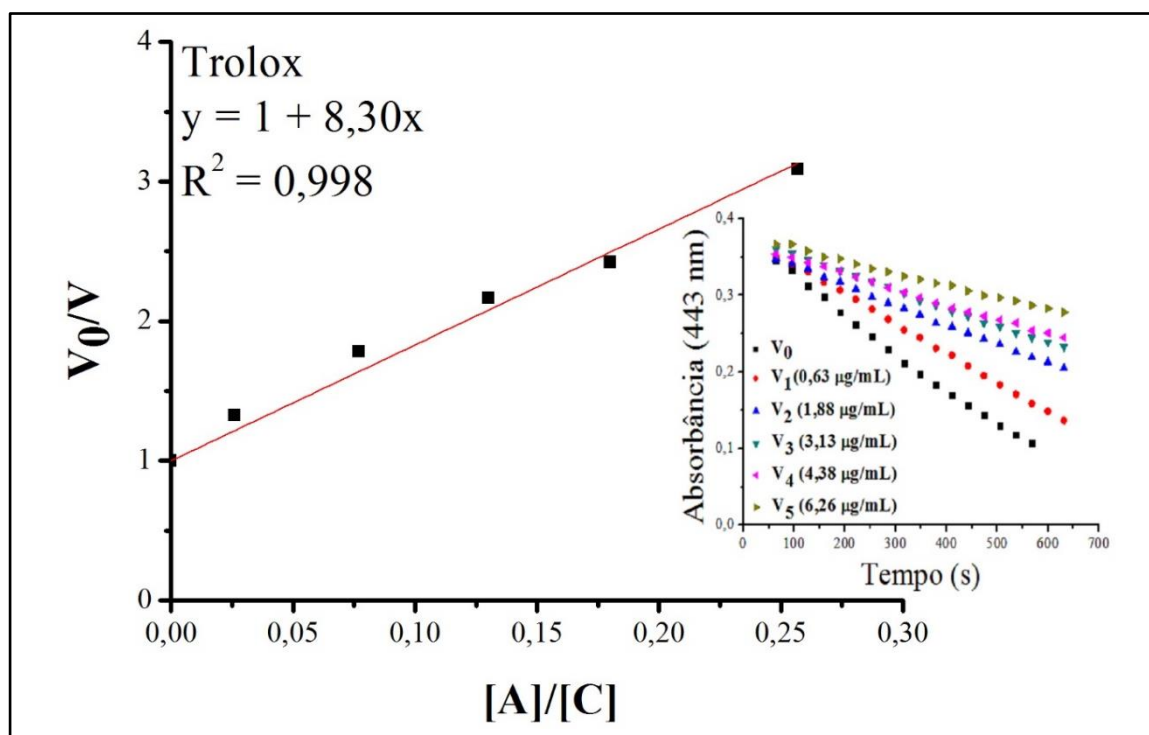 4
Trolox
y = 1 + 8,30x
R² = 0,998
3
2
1
0
V₀/V
0,00 0,05 0,10 0,15 0,20 0,25 0,30
[A]/[C]
0,4
0,3
0,2
0,1
0,0
Absorbância (443 nm)
V₀
V₁ (0,63 µg/mL)
V₂ (1,88 µg/mL)
V₃ (3,13 µg/mL)
V₄ (4,38 µg/mL)
V₅ (6,26 µg/mL)
0 100 200 300 400 500 600 700
Tempo (s)